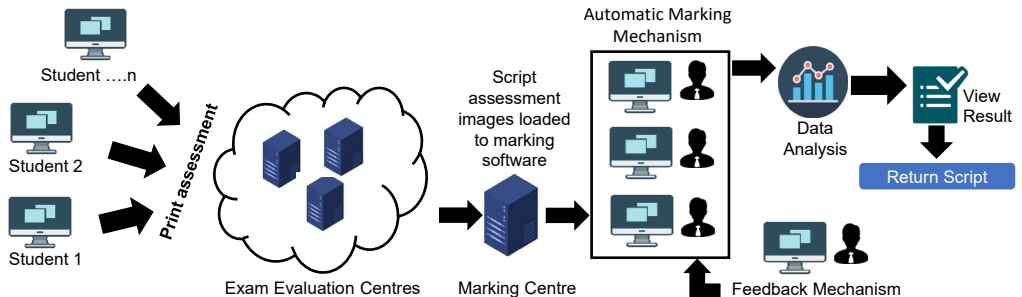 Student ….n
Student 2
Student 1
Print assessment
Exam Evaluation Centres
Script
assessment
images loaded
to marking
software
Marking Centre
Automatic Marking
Mechanism
Feedback Mechanism
Data
Analysis
View
Result
Return Script